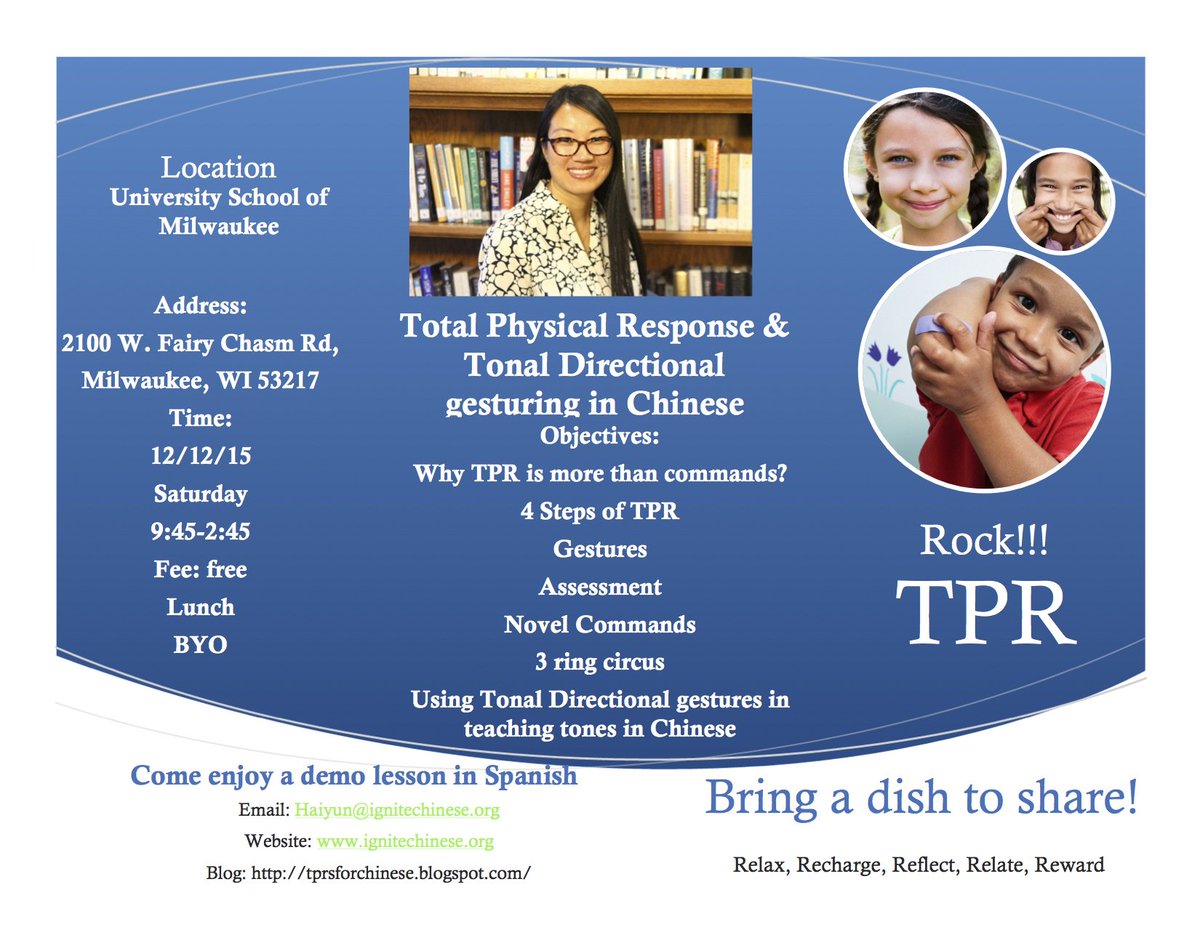 Location
University School of
Milwaukee
Address:
2100 W. Fairy Chasm Rd,
Milwaukee, WI 53217
Time:
12/12/15
Saturday
9:45-2:45
Fee: free
Lunch
BYO
Total Physical Response &
Tonal Directional
gesturing in Chinese
Objectives:
Why TPR is more than commands?
4 Steps of TPR
Gestures
Assessment
Novel Commands
3 ring circus
Using Tonal Directional gestures in
teaching tones in Chinese
Rock!!!
TPR
Come enjoy a demo lesson in Spanish
Email: Haiyun@ignitechinese.org
Website: www.ignitechinese.org
Blog: http://tprsforchinese.blogspot.com/
Bring a dish to share!
Relax, Recharge, Reflect, Relate, Reward